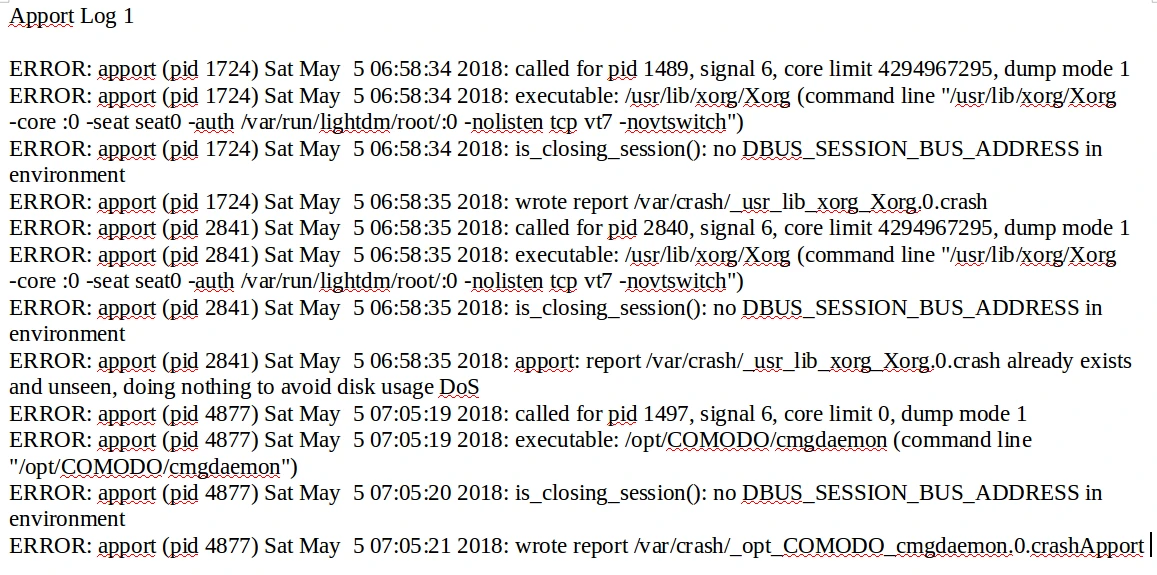 Apport Log 1
ERROR: apport (pid 1724) Sat May  5 06:58:34 2018: called for pid 1489, signal 6, core limit 4294967295, dump mode 1
ERROR: apport (pid 1724) Sat May  5 06:58:34 2018: executable: /usr/lib/xorg/Xorg (command line "/usr/lib/xorg/Xorg
-core :0 -seat seat0 -auth /var/run/lightdm/root/:0 -nolisten tcp vt7 -novtswitch")
ERROR: apport (pid 1724) Sat May  5 06:58:34 2018: is_closing_session(): no DBUS_SESSION_BUS_ADDRESS in
environment
ERROR: apport (pid 1724) Sat May  5 06:58:35 2018: wrote report /var/crash/_usr_lib_xorg_Xorg.0.crash
ERROR: apport (pid 2841) Sat May  5 06:58:35 2018: called for pid 2840, signal 6, core limit 4294967295, dump mode 1
ERROR: apport (pid 2841) Sat May  5 06:58:35 2018: executable: /usr/lib/xorg/Xorg (command line "/usr/lib/xorg/Xorg
-core :0 -seat seat0 -auth /var/run/lightdm/root/:0 -nolisten tcp vt7 -novtswitch")
ERROR: apport (pid 2841) Sat May  5 06:58:35 2018: is_closing_session(): no DBUS_SESSION_BUS_ADDRESS in
environment
ERROR: apport (pid 2841) Sat May  5 06:58:35 2018: apport: report /var/crash/_usr_lib_xorg_Xorg.0.crash already exists
and unseen, doing nothing to avoid disk usage DoS
ERROR: apport (pid 4877) Sat May  5 07:05:19 2018: called for pid 1497, signal 6, core limit 0, dump mode 1
ERROR: apport (pid 4877) Sat May  5 07:05:19 2018: executable: /opt/COMODO/cmgdaemon (command line
"/opt/COMODO/cmgdaemon")
ERROR: apport (pid 4877) Sat May  5 07:05:20 2018: is_closing_session(): no DBUS_SESSION_BUS_ADDRESS in
environment
ERROR: apport (pid 4877) Sat May  5 07:05:21 2018: wrote report /var/crash/_opt_COMODO_cmgdaemon.0.crashApport